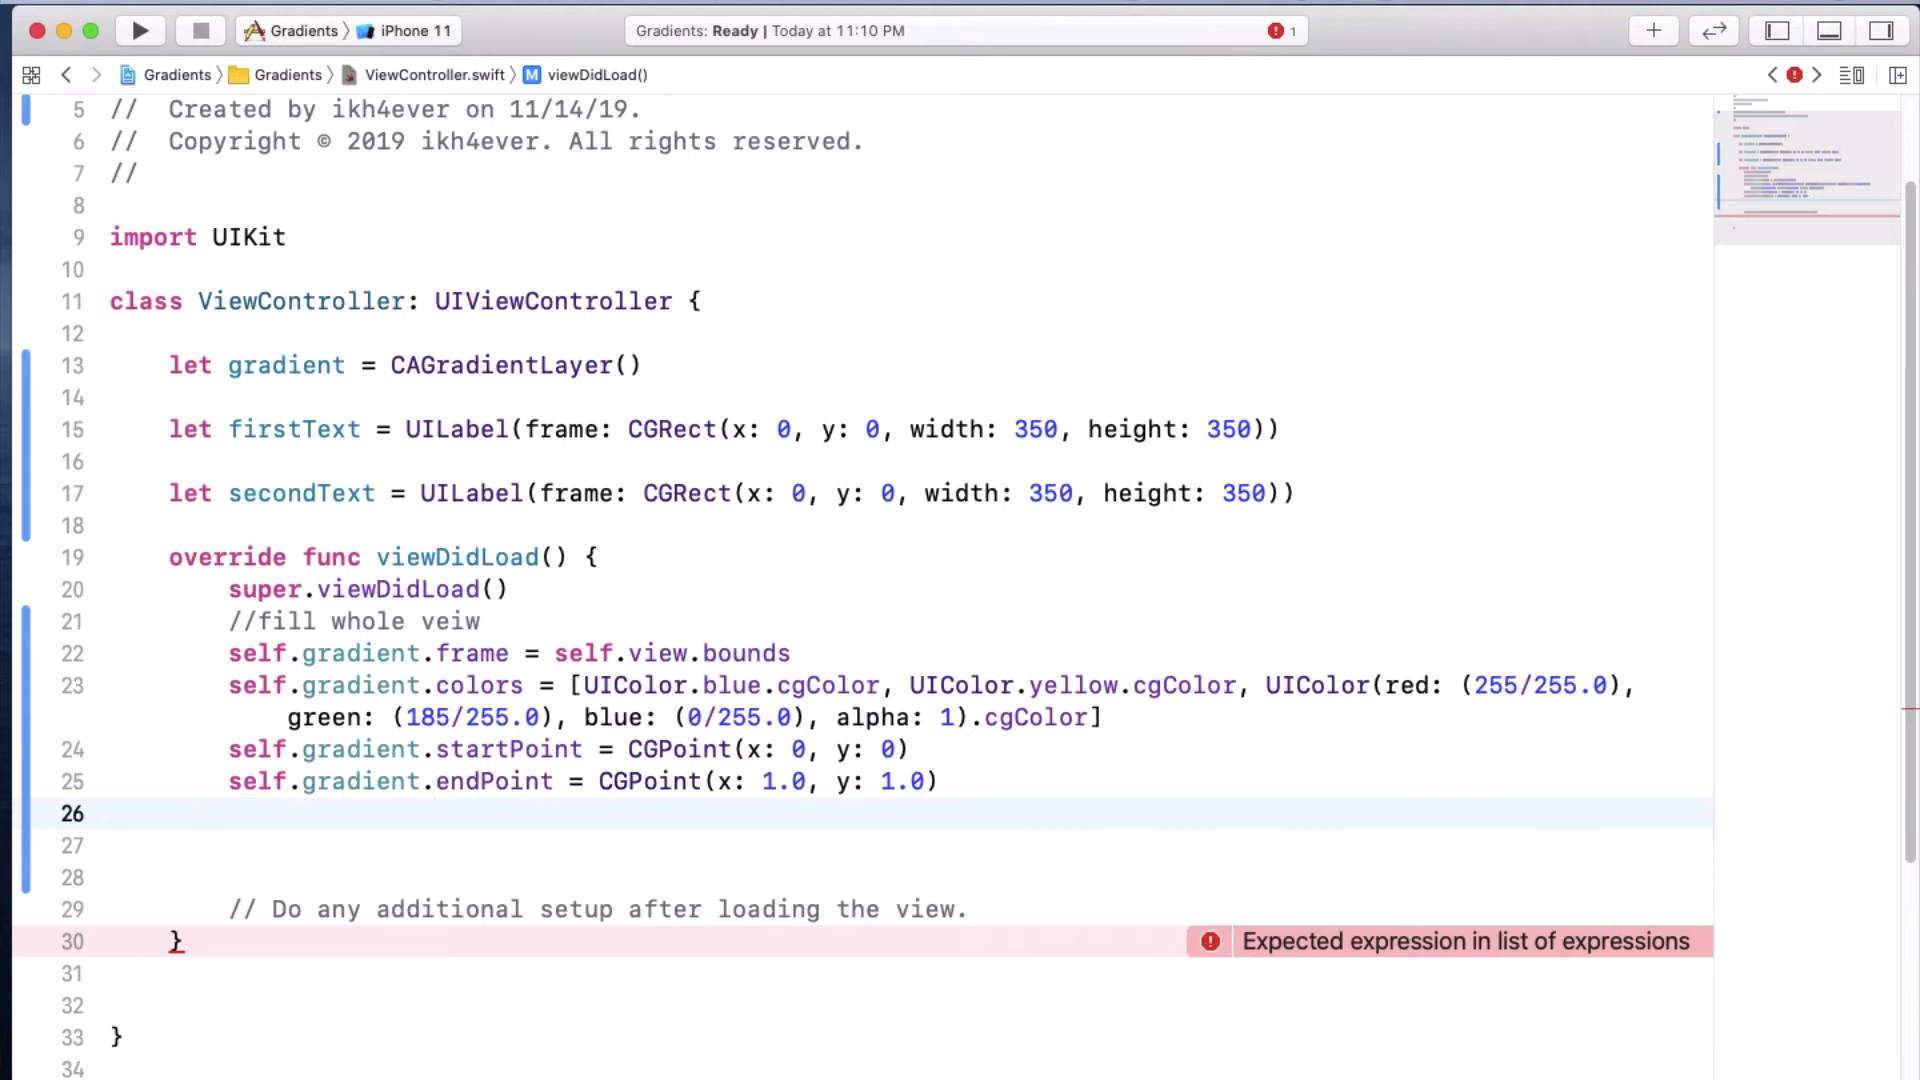 Gradients iPhone 11 Gradients: Ready | Today at 11:10 PM 1
Gradients Gradients ViewController.swift M viewDidLoad()
5 //  Created by ikh4ever on 11/14/19.
6 //  Copyright © 2019 ikh4ever. All rights reserved.
7 //
8
9 import UIKit
10
11 class ViewController: UIViewController {
12
13     let gradient = CAGradientLayer()
14
15     let firstText = UILabel(frame: CGRect(x: 0, y: 0, width: 350, height: 350))
16
17     let secondText = UILabel(frame: CGRect(x: 0, y: 0, width: 350, height: 350))
18
19     override func viewDidLoad() {
20         super.viewDidLoad()
21         //fill whole veiw
22         self.gradient.frame = self.view.bounds
23         self.gradient.colors = [UIColor.blue.cgColor, UIColor.yellow.cgColor, UIColor(red: (255/255.0),
            green: (185/255.0), blue: (0/255.0), alpha: 1).cgColor]
24         self.gradient.startPoint = CGPoint(x: 0, y: 0)
25         self.gradient.endPoint = CGPoint(x: 1.0, y: 1.0)
26
27
28
29         // Do any additional setup after loading the view.
30     } Expected expression in list of expressions
31
32
33 }
34